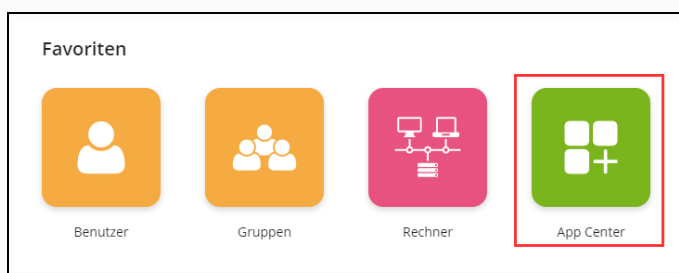 Favoriten
Benutzer
Gruppen
Rechner
App Center